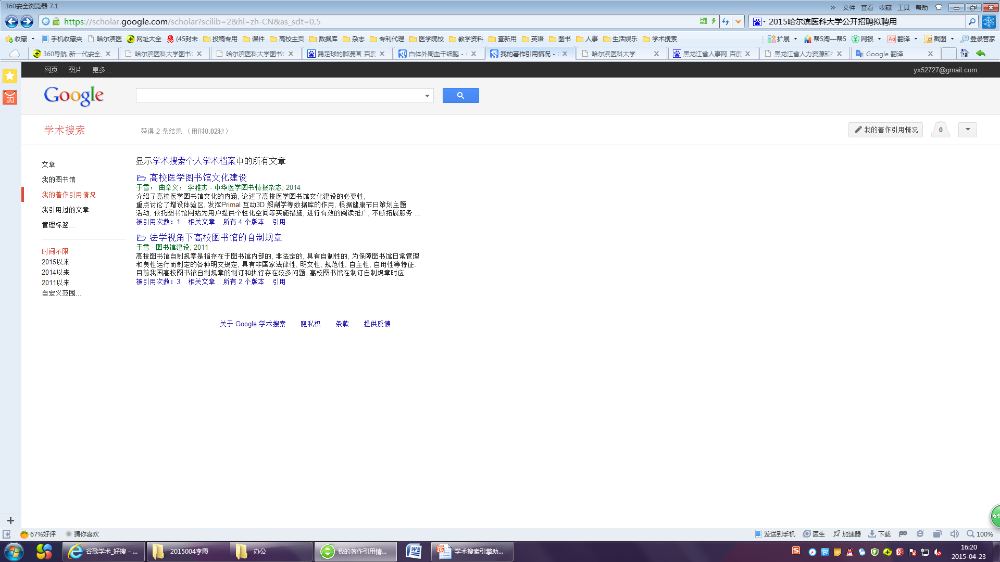 360安全浏览器 7.1
» 文件 查看 收藏 工具 帮助
https://scholar.google.com/scholar?scilib=2&hl=zh-CN&as_sdt=0,5
2015哈尔滨医科大学公开招聘拟聘用
收藏 手机收藏夹 哈尔滨医 网址大全 (45封未 投稿专用 课件 高校主页 数据库 杂志 专利代理 医学院校 教学资料 查新用 英语 图书 人事 生活娱乐 学术搜索 扩展 帮5淘—帮5 网银 翻译 截图 登录管家
360导航_新一代安全 哈尔滨医科大学图书 哈尔滨医科大学图书 踢足球的脚漫画_百度 白体外周血干细胞 - 我的著作引用情况 - 哈尔滨医科大学 黑龙江省人事网_百度 黑龙江省人力资源和 Google 翻译
网页 图片 更多…
yx52727@gmail.com
购
Google
学术搜索
获得 2 条结果 (用时0.02秒)
我的著作引用情况
0
文章
我的图书馆
我的著作引用情况
我引用过的文章
管理标签...
时间不限
2015以来
2014以来
2011以来
自定义范围...
显示学术搜索个人学术档案中的所有文章
高校医学图书馆文化建设
于雪, 曲章义, 李雅杰 - 中华医学图书情报杂志, 2014
介绍了高校医学图书馆文化的内涵, 论述了高校医学图书馆文化建设的必要性,
重点讨论了增设体验区, 发挥Primal 互动3D 解剖学等数据库的作用, 根据健康节日策划主题
活动, 依托图书馆网站为用户提供个性化空间等实施措施, 进行有效的阅读推广, 不断拓展服务 ...
被引用次数：1 相关文章 所有 4 个版本 引用
法学视角下高校图书馆的自制规章
于雪 - 图书馆建设, 2011
高校图书馆自制规章是指存在于图书馆内部的, 非法定的, 具有自制性的, 为保障图书馆日常管理
和良性运行而制定的各种明文规定, 具有非国家法律性, 明文性, 规范性, 自主性, 自用性等特征.
目前我国高校图书馆自制规章的制订和执行存在较多问题. 高校图书馆在制订自制规章时应 ...
被引用次数：3 相关文章 所有 2 个版本 引用
关于 Google 学术搜索 隐私权 条款 提供反馈
64
67%好评 猜你喜欢
发送到手机 医生 加速器 下载 100%
谷歌学术_好搜 - ... 2015004李霞 办公 我的著作引用情... 学术搜索引擎助...
16:20
2015-04-23